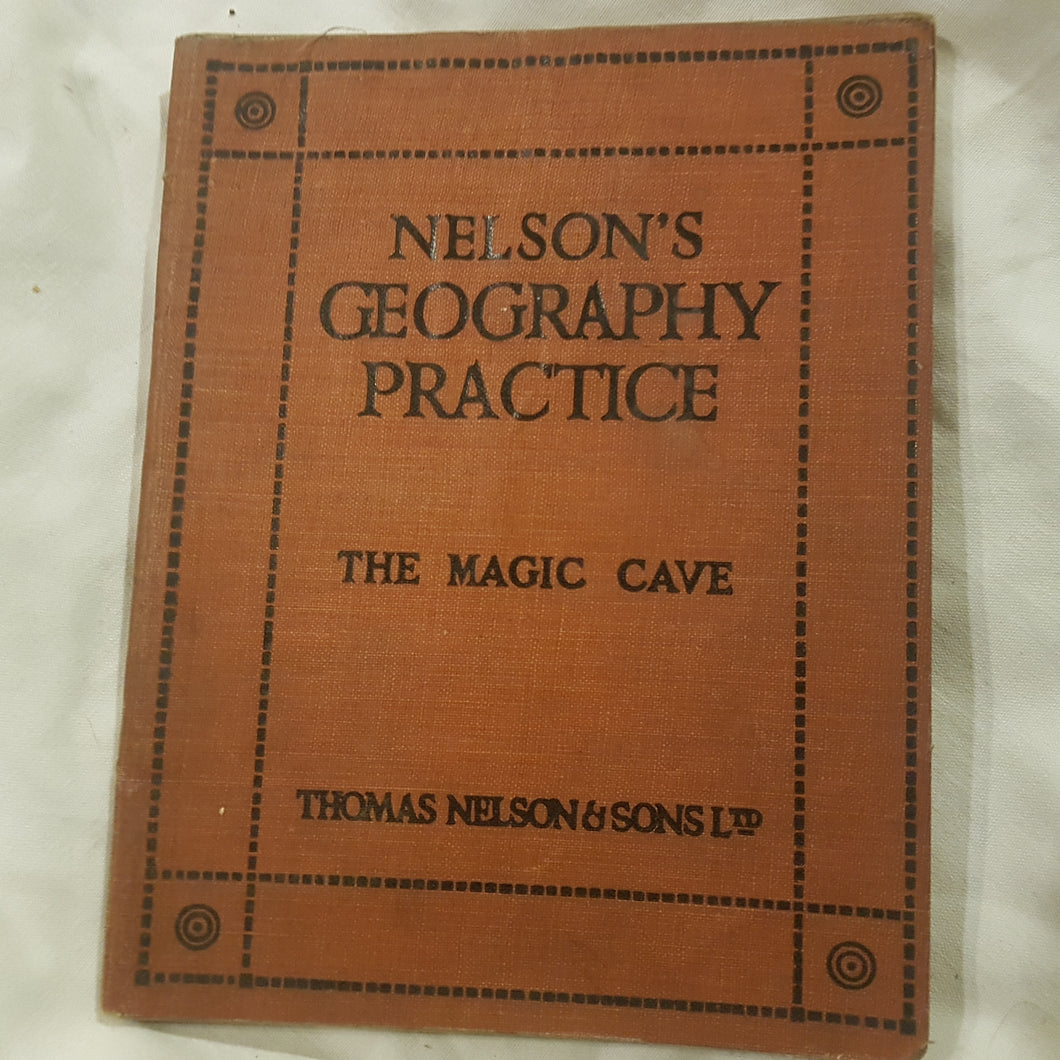 NELSON'S
GEOGRAPHY
PRACTICE
THE MAGIC CAVE
THOMAS NELSON & SONS LTD